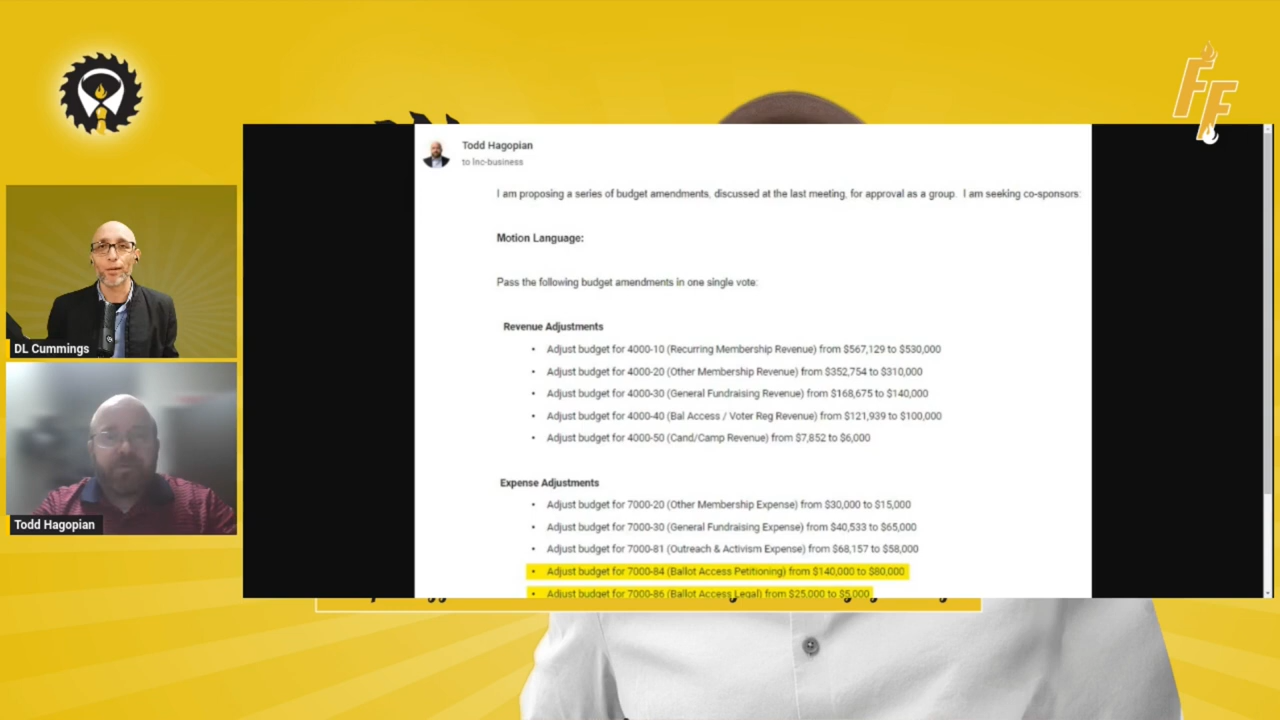 FF
Todd Hagopian
to lnc-business
I am proposing a series of budget amendments, discussed at the last meeting, for approval as a group. I am seeking co-sponsors:
Motion Language:
Pass the following budget amendments in one single vote:
Revenue Adjustments
• Adjust budget for 4000-10 (Recurring Membership Revenue) from $567,129 to $530,000
• Adjust budget for 4000-20 (Other Membership Revenue) from $352,754 to $310,000
• Adjust budget for 4000-30 (General Fundraising Revenue) from $168,675 to $140,000
• Adjust budget for 4000-40 (Bal Access / Voter Reg Revenue) from $121,939 to $100,000
• Adjust budget for 4000-50 (Cand/Camp Revenue) from $7,852 to $6,000
Expense Adjustments
• Adjust budget for 7000-20 (Other Membership Expense) from $30,000 to $15,000
• Adjust budget for 7000-30 (General Fundraising Expense) from $40,533 to $65,000
• Adjust budget for 7000-81 (Outreach & Activism Expense) from $68,157 to $58,000
• Adjust budget for 7000-84 (Ballot Access Petitioning) from $140,000 to $80,000
• Adjust budget for 7000-86 (Ballot Access Legal) from $25,000 to $5,000
DL Cummings
Todd Hagopian